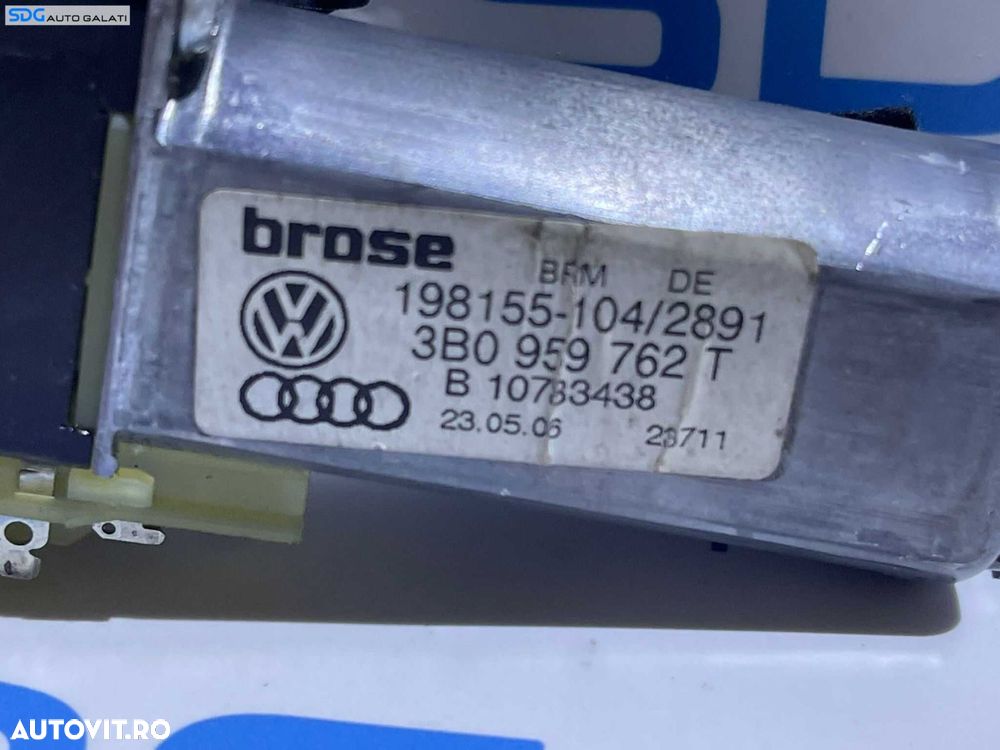 SDG AUTO GALATI
brose
BRM DE
198155-104/2891
3B0 959 762 T
B 10783438
23.05.06 23711
AUTOVIT.RO